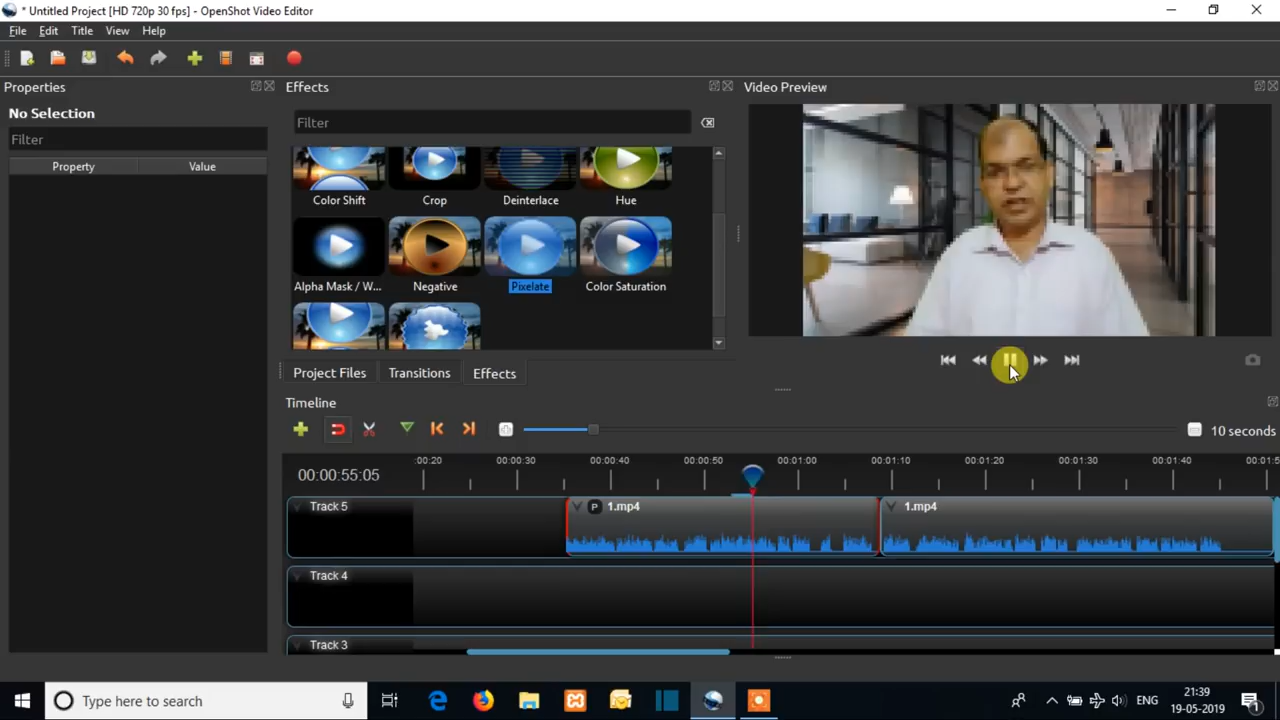 * Untitled Project [HD 720p 30 fps] - OpenShot Video Editor
File Edit Title View Help
Properties
Effects
Video Preview
No Selection
Filter
Filter
Property Value
Color Shift Crop Deinterlace Hue
Alpha Mask / W... Negative Pixelate Color Saturation
Project Files Transitions Effects
Timeline
10 seconds
00:00:55:05
:00:20 00:00:30 00:00:40 00:00:50 00:01:00 00:01:10 00:01:20 00:01:30 00:01:40 00:01:5
Track 5
P 1.mp4
1.mp4
Track 4
Track 3
Type here to search
ENG
21:39
19-05-2019
1